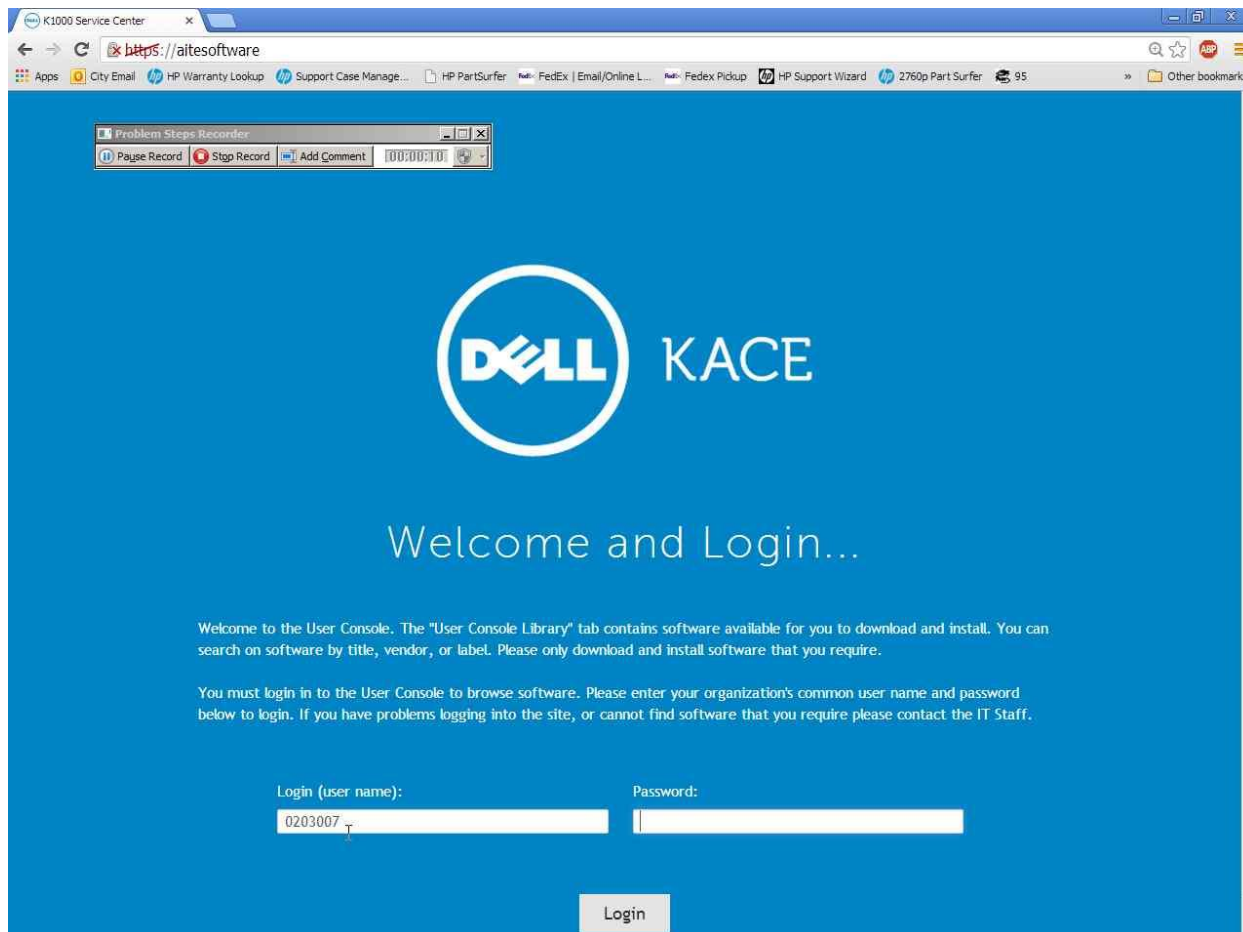 K1000 Service Center
https://aitesoftware
ABP
Apps City Email HP Warranty Lookup Support Case Manage... HP PartSurfer FedEx | Email/Online L... Fedex Pickup HP Support Wizard 2760p Part Surfer 95 » Other bookmark
Problem Steps Recorder
Pause Record Stop Record Add Comment 00:00:10
DELL KACE
Welcome and Login...
Welcome to the User Console. The "User Console Library" tab contains software available for you to download and install. You can
search on software by title, vendor, or label. Please only download and install software that you require.
You must login in to the User Console to browse software. Please enter your organization's common user name and password
below to login. If you have problems logging into the site, or cannot find software that you require please contact the IT Staff.
Login (user name): Password:
0203007
Login